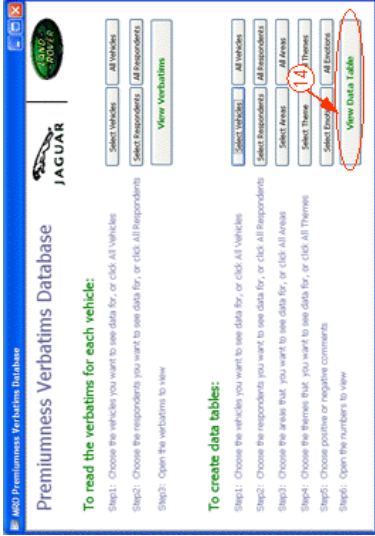 MRO Premiumness Verbatims Database
Premiumness Verbatims Database
JAGUAR
LAND ROVER
To read the verbatims for each vehicle:
Step1: Choose the vehicles you want to see data for, or click All Vehicles
Select Vehicles All Vehicles
Step2: Choose the respondents you want to see data for, or click All Respondents
Select Respondents All Respondents
Step3: Open the verbatims to view
View Verbatims
To create data tables:
Step1: Choose the vehicles you want to see data for, or click All Vehicles
Select Vehicles All Vehicles
Step2: Choose the respondents you want to see data for, or click All Respondents
Select Respondents All Respondents
Step3: Choose the areas that you want to see data for, or click All Areas
Select Areas All Areas
Step4: Choose the themes that you want to see data for, or click All Themes
Select Theme Themes
Step5: Choose positive or negative comments
Select Emotion All Emotions
Step6: Open the numbers to view
View Data Table
14